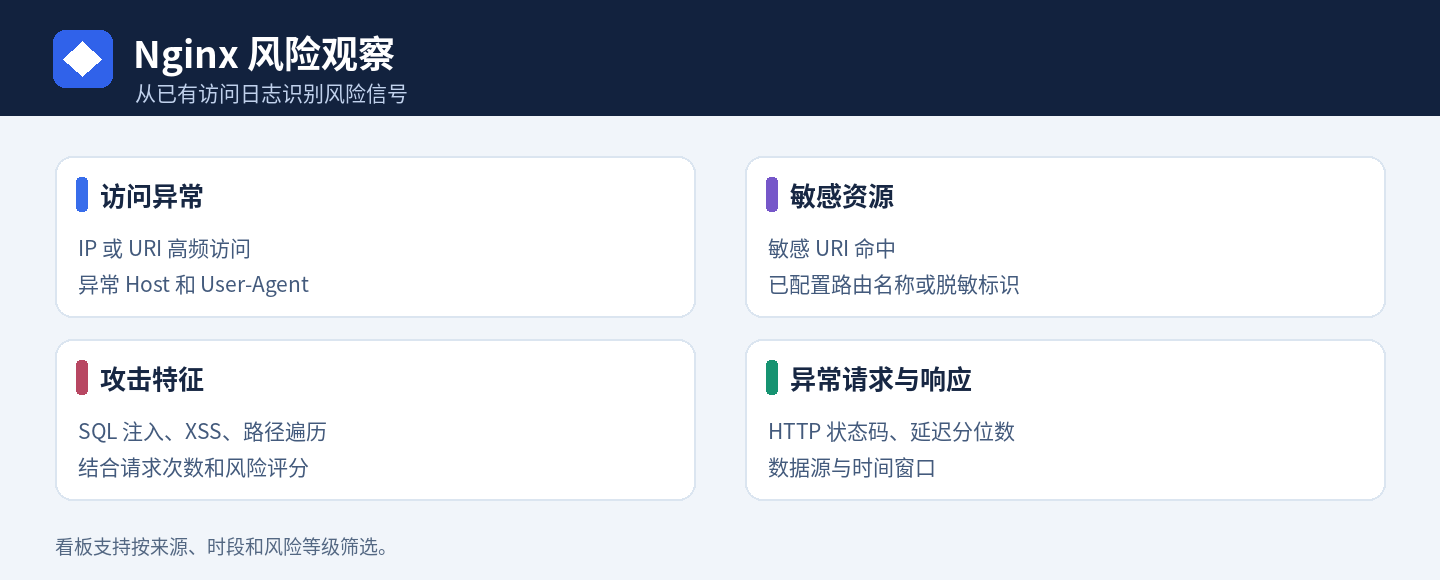 Nginx 风险观察
从已有访问日志识别风险信号
访问异常
IP 或 URI 高频访问
异常 Host 和 User-Agent
敏感资源
敏感 URI 命中
已配置路由名称或脱敏标识
攻击特征
SQL 注入、XSS、路径遍历
结合请求次数和风险评分
异常请求与响应
HTTP 状态码、延迟分位数
数据源与时间窗口
看板支持按来源、时段和风险等级筛选。